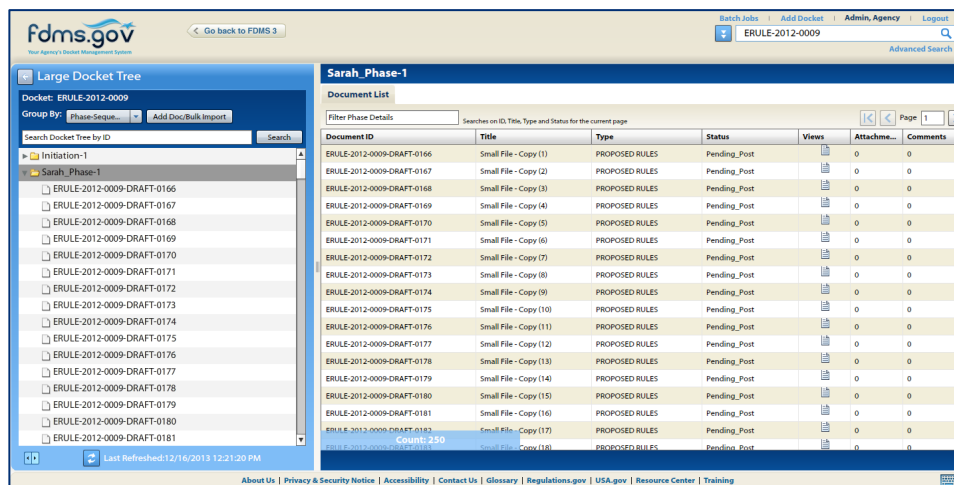 fdms.gov
Your Agency's Docket Management System
Go back to FDMS 3
Batch Jobs | Add Docket | Admin, Agency | Logout
ERULE-2012-0009
Advanced Search
Large Docket Tree
Docket: ERULE-2012-0009
Group By: Phase-Seque... Add Doc/Bulk Import
Search Docket Tree by ID Search
Initiation-1
Sarah_Phase-1
ERULE-2012-0009-DRAFT-0166
ERULE-2012-0009-DRAFT-0167
ERULE-2012-0009-DRAFT-0168
ERULE-2012-0009-DRAFT-0169
ERULE-2012-0009-DRAFT-0170
ERULE-2012-0009-DRAFT-0171
ERULE-2012-0009-DRAFT-0172
ERULE-2012-0009-DRAFT-0173
ERULE-2012-0009-DRAFT-0174
ERULE-2012-0009-DRAFT-0175
ERULE-2012-0009-DRAFT-0176
ERULE-2012-0009-DRAFT-0177
ERULE-2012-0009-DRAFT-0178
ERULE-2012-0009-DRAFT-0179
ERULE-2012-0009-DRAFT-0180
ERULE-2012-0009-DRAFT-0181
Last Refreshed:12/16/2013 12:21:20 PM
Sarah_Phase-1
Document List
Filter Phase Details Searches on ID, Title, Type and Status for the current page Page 1
Document ID Title Type Status Views Attachme... Comments
ERULE-2012-0009-DRAFT-0166 Small File - Copy (1) PROPOSED RULES Pending_Post 0 0
ERULE-2012-0009-DRAFT-0167 Small File - Copy (2) PROPOSED RULES Pending_Post 0 0
ERULE-2012-0009-DRAFT-0168 Small File - Copy (3) PROPOSED RULES Pending_Post 0 0
ERULE-2012-0009-DRAFT-0169 Small File - Copy (4) PROPOSED RULES Pending_Post 0 0
ERULE-2012-0009-DRAFT-0170 Small File - Copy (5) PROPOSED RULES Pending_Post 0 0
ERULE-2012-0009-DRAFT-0171 Small File - Copy (6) PROPOSED RULES Pending_Post 0 0
ERULE-2012-0009-DRAFT-0172 Small File - Copy (7) PROPOSED RULES Pending_Post 0 0
ERULE-2012-0009-DRAFT-0173 Small File - Copy (8) PROPOSED RULES Pending_Post 0 0
ERULE-2012-0009-DRAFT-0174 Small File - Copy (9) PROPOSED RULES Pending_Post 0 0
ERULE-2012-0009-DRAFT-0175 Small File - Copy (10) PROPOSED RULES Pending_Post 0 0
ERULE-2012-0009-DRAFT-0176 Small File - Copy (11) PROPOSED RULES Pending_Post 0 0
ERULE-2012-0009-DRAFT-0177 Small File - Copy (12) PROPOSED RULES Pending_Post 0 0
ERULE-2012-0009-DRAFT-0178 Small File - Copy (13) PROPOSED RULES Pending_Post 0 0
ERULE-2012-0009-DRAFT-0179 Small File - Copy (14) PROPOSED RULES Pending_Post 0 0
ERULE-2012-0009-DRAFT-0180 Small File - Copy (15) PROPOSED RULES Pending_Post 0 0
ERULE-2012-0009-DRAFT-0181 Small File - Copy (16) PROPOSED RULES Pending_Post 0 0
ERULE-2012-0009-DRAFT-0182 Small File - Copy (17) PROPOSED RULES Pending_Post 0 0
ERULE-2012-0009-DRAFT-0183 Small File - Copy (18) PROPOSED RULES Pending_Post 0 0
Count: 250
About Us | Privacy & Security Notice | Accessibility | Contact Us | Glossary | Regulations.gov | USA.gov | Resource Center | Training